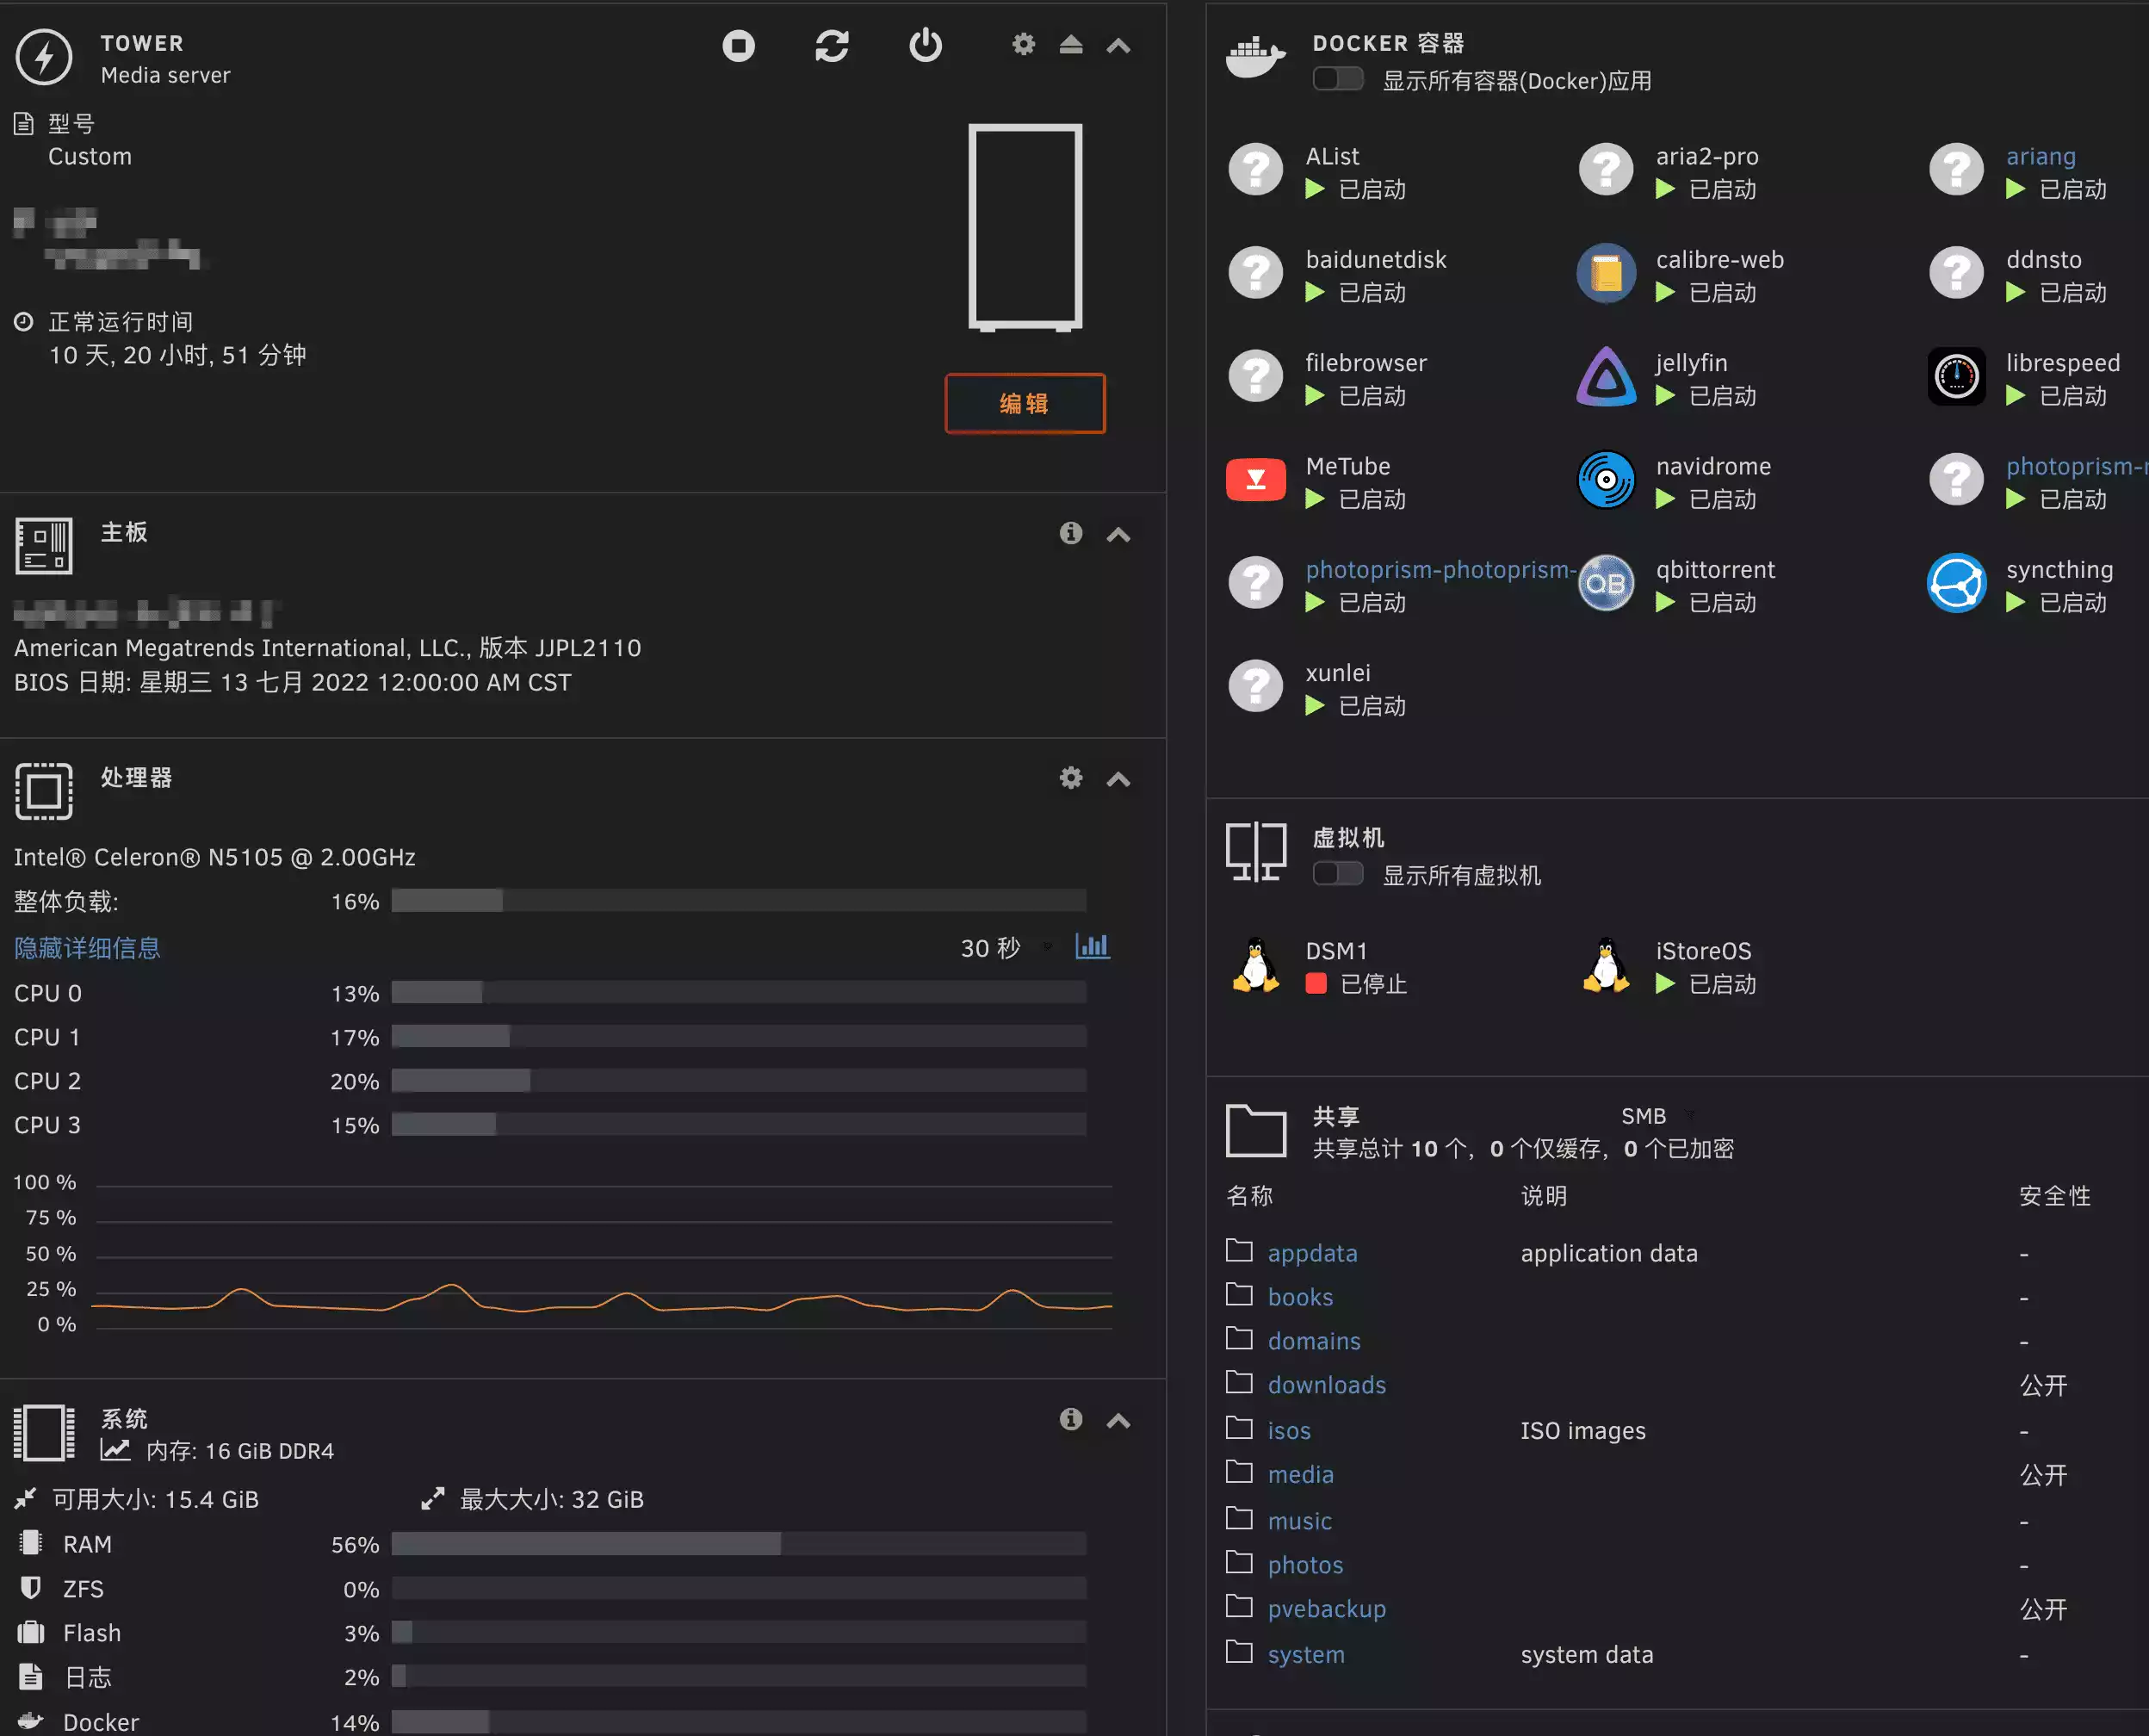 TOWER
Media server
型号
Custom
正常运行时间
10 天, 20 小时, 51 分钟
编辑
主板
American Megatrends International, LLC., 版本 JJPL2110
BIOS 日期: 星期三 13 七月 2022 12:00:00 AM CST
处理器
Intel® Celeron® N5105 @ 2.00GHz
整体负载: 16%
隐藏详细信息 30 秒
CPU 0 13%
CPU 1 17%
CPU 2 20%
CPU 3 15%
100 %
75 %
50 %
25 %
0 %
系统
内存: 16 GiB DDR4
可用大小: 15.4 GiB 最大大小: 32 GiB
RAM 56%
ZFS 0%
Flash 3%
日志 2%
Docker 14%
DOCKER 容器
显示所有容器(Docker)应用
AList aria2-pro ariang
已启动 已启动 已启动
baidunetdisk calibre-web ddnsto
已启动 已启动 已启动
filebrowser jellyfin librespeed
已启动 已启动 已启动
MeTube navidrome photoprism-
已启动 已启动 已启动
photoprism-photoprism- qbittorrent syncthing
QB
已启动 已启动 已启动
xunlei
已启动
虚拟机
显示所有虚拟机
DSM1 iStoreOS
已停止 已启动
共享 SMB
共享总计 10 个, 0 个仅缓存, 0 个已加密
名称 说明 安全性
appdata application data -
books -
domains -
downloads 公开
isos ISO images -
media 公开
music -
photos -
pvebackup 公开
system system data -